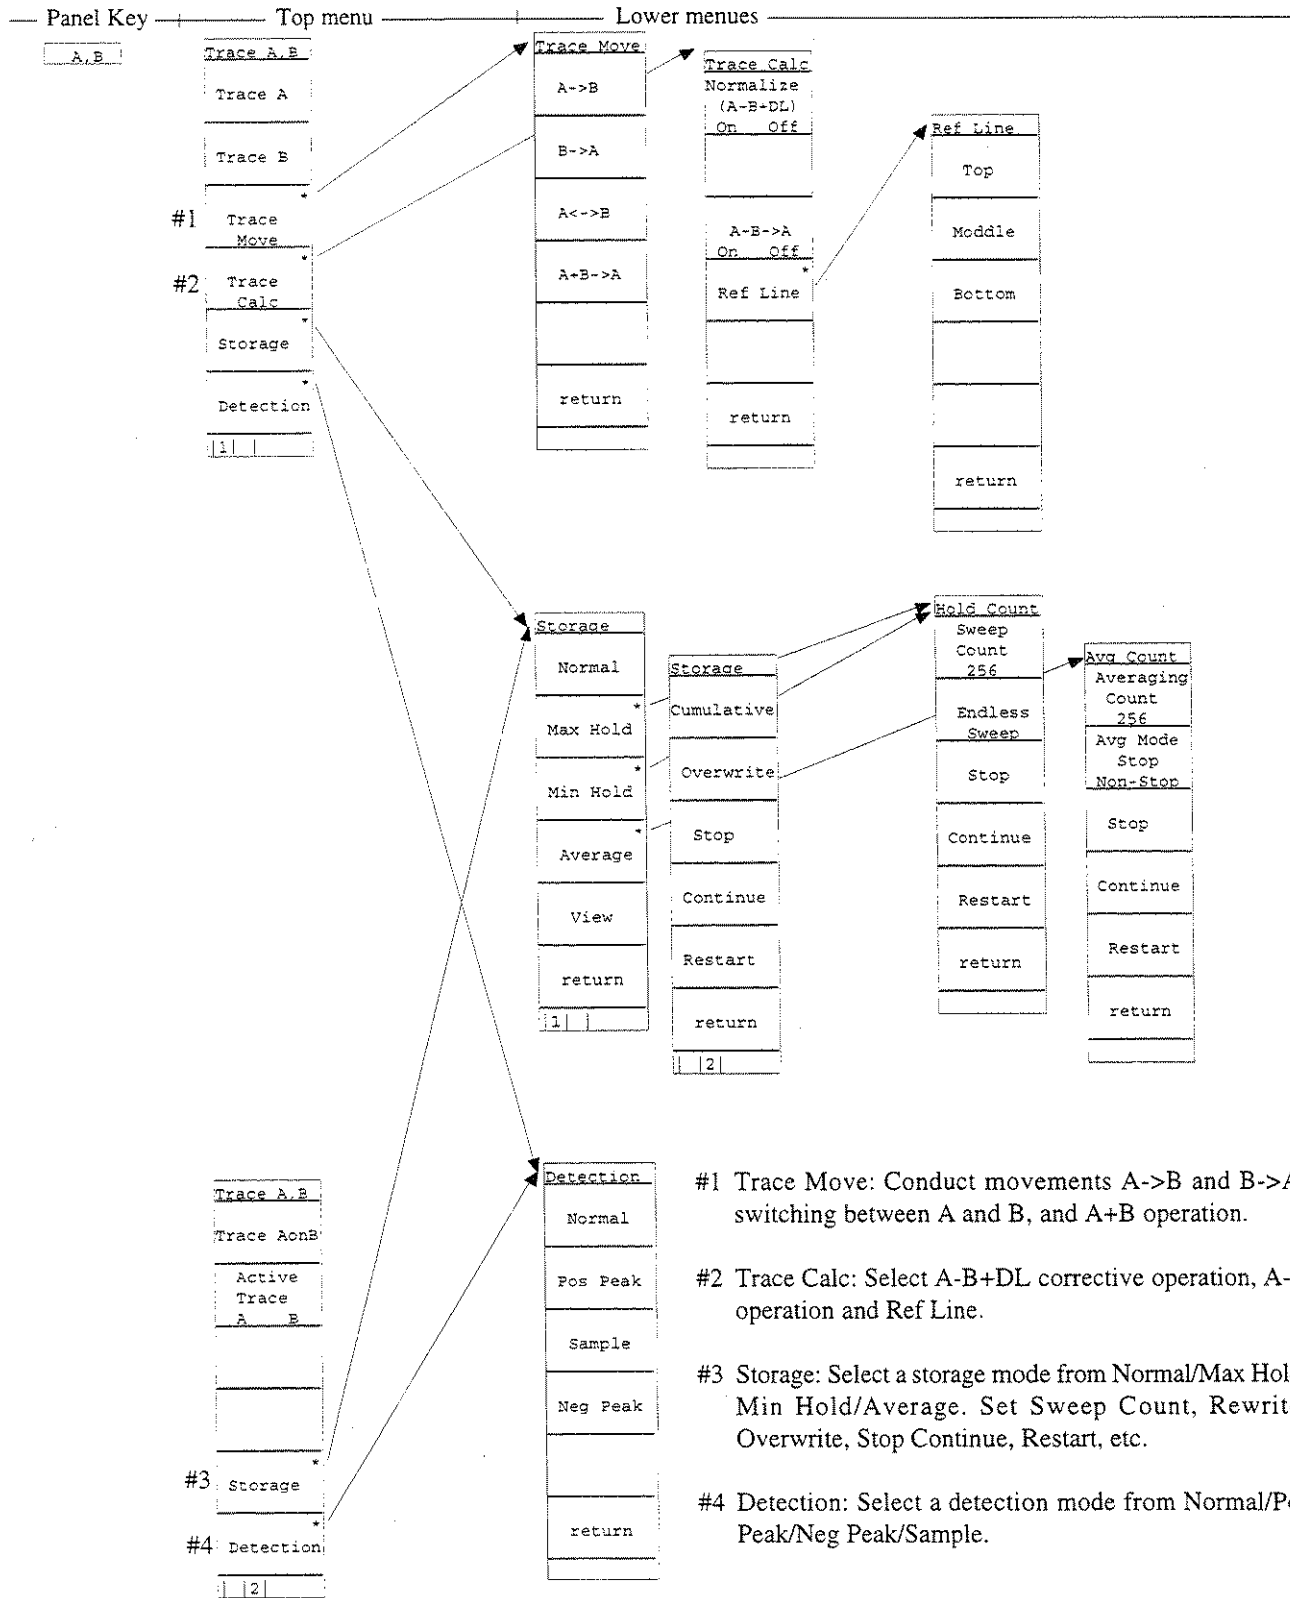 Panel Key
Top menu
Lower menues
A,B
Trace A,B
Trace A
Trace B
#1
*
Trace
Move
#2
*
Trace
Calc
*
Storage
*
Detection
1
Trace Move
A->B
B->A
A<->B
A+B->A
return
Trace Calc
Normalize
(A-B+DL)
On Off
A-B->A
On Off
*
Ref Line
return
Ref Line
Top
Moddle
Bottom
return
Storage
Normal
*
Max Hold
*
Min Hold
*
Average
View
return
1
Storage
Cumulative
Overwrite
Stop
Continue
Restart
return
2
Hold Count
Sweep
Count
256
Endless
Sweep
Stop
Continue
Restart
return
Avg Count
Averaging
Count
256
Avg Mode
Stop
Non-Stop
Stop
Continue
Restart
return
Trace A,B
Trace AonB
Active
Trace
A B
#3
*
Storage
#4
*
Detection
2
Detection
Normal
Pos Peak
Sample
Neg Peak
return
#1 Trace Move: Conduct movements A->B and B->A
switching between A and B, and A+B operation.
#2 Trace Calc: Select A-B+DL corrective operation, A-
operation and Ref Line.
#3 Storage: Select a storage mode from Normal/Max Hol
Min Hold/Average. Set Sweep Count, Rewrit
Overwrite, Stop Continue, Restart, etc.
#4 Detection: Select a detection mode from Normal/P
Peak/Neg Peak/Sample.